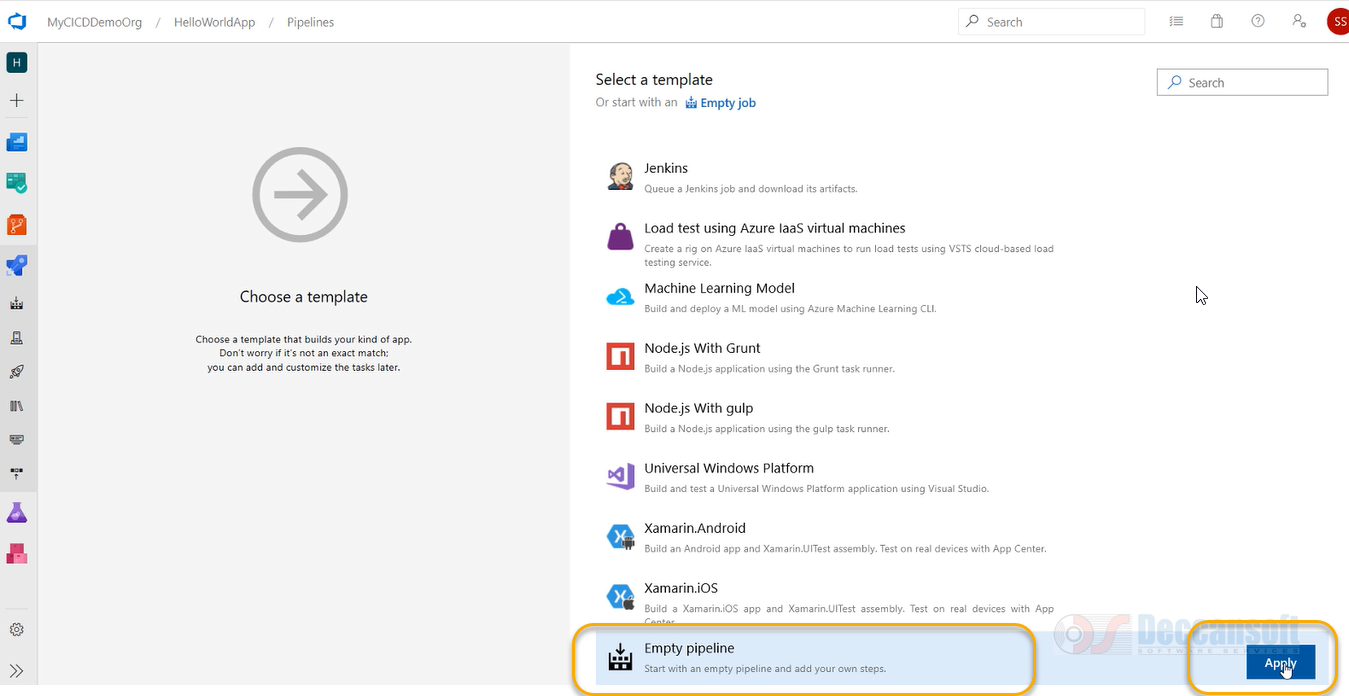 MyCICDDemoOrg / HelloWorldApp / Pipelines
Search
SS
H
Select a template
Or start with an Empty job
Search
Choose a template
Choose a template that builds your kind of app.
Don't worry if it's not an exact match;
you can add and customize the tasks later.
Jenkins
Queue a Jenkins job and download its artifacts.
Load test using Azure IaaS virtual machines
Create a rig on Azure IaaS virtual machines to run load tests using VSTS cloud-based load
testing service.
Machine Learning Model
Build and deploy a ML model using Azure Machine Learning CLI.
Node.js With Grunt
Build a Node.js application using the Grunt task runner.
Node.js With gulp
Build a Node.js application using the gulp task runner.
Universal Windows Platform
Build and test a Universal Windows Platform application using Visual Studio.
Xamarin.Android
Build an Android app and Xamarin.UITest assembly. Test on real devices with App Center.
Xamarin.iOS
Build a Xamarin.iOS app and Xamarin.UITest assembly. Test on real devices with App
Center.
Deccansoft
SOFTWARE SERVICES
Empty pipeline
Start with an empty pipeline and add your own steps.
Apply